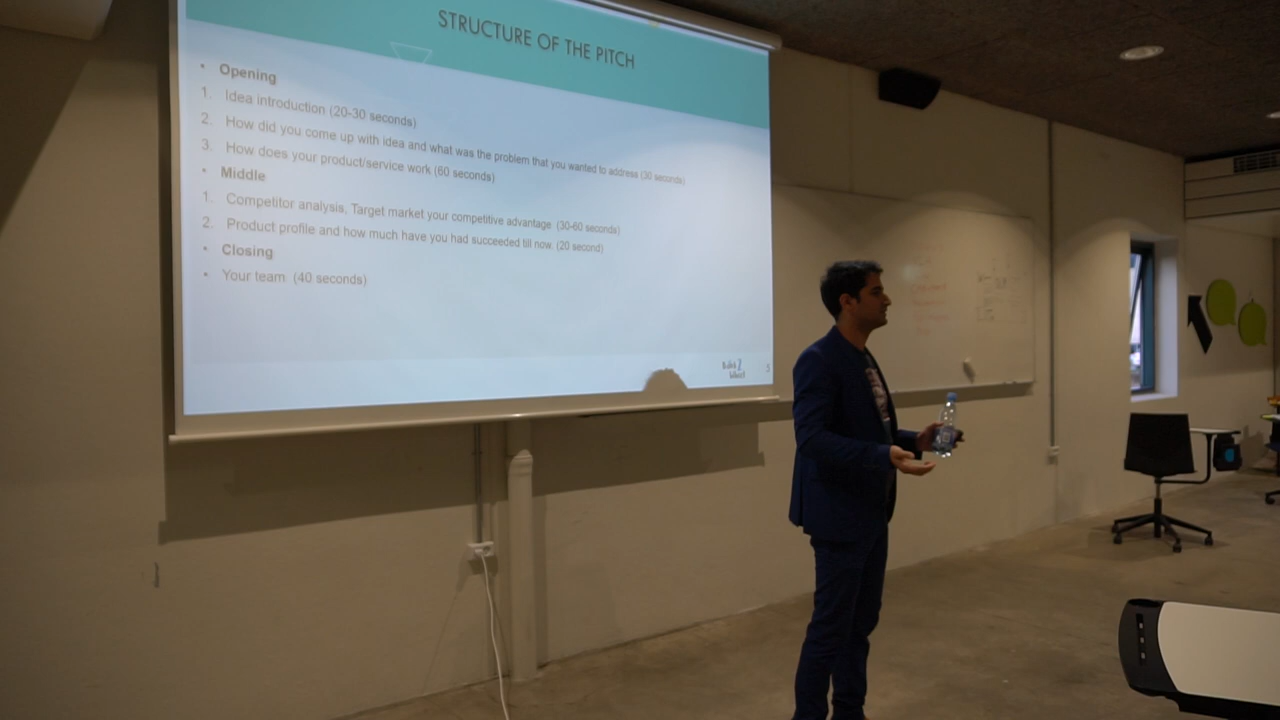 STRUCTURE OF THE PITCH
• Opening
1. Idea introduction (20-30 seconds)
2. How did you come up with idea and what was the problem that you wanted to address (30 seconds)
3. How does your product/service work (60 seconds)
• Middle
1. Competitor analysis, Target market your competitive advantage (30-60 seconds)
2. Product profile and how much have you had succeeded till now (20 second)
• Closing
• Your team (40 seconds)
5